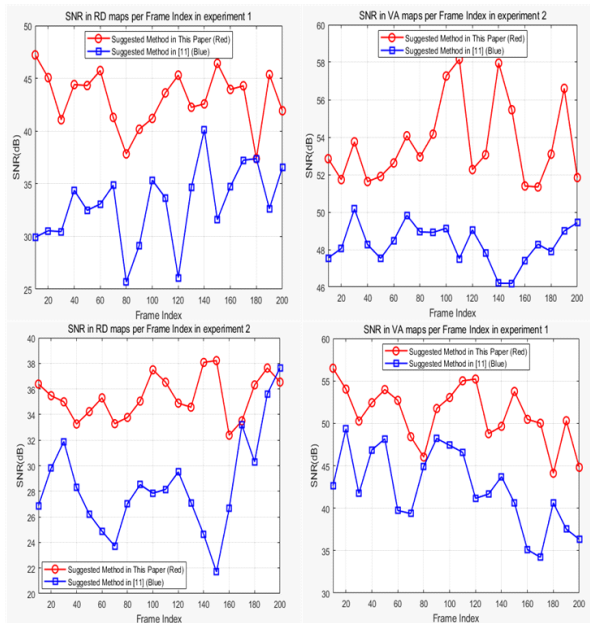 SNR in RD maps per Frame Index in experiment 1
Suggested Method in This Paper (Red)
Suggested Method in [11] (Blue)
SNR(dB)
50
45
40
35
30
25
20 40 60 80 100 120 140 160 180 200
Frame Index
SNR in VA maps per Frame Index in experiment 2
Suggested Method in This Paper (Red)
Suggested Method in [11] (Blue)
SNR(dB)
60
58
56
54
52
50
48
46
20 40 60 80 100 120 140 160 180 200
Frame Index
SNR in RD maps per Frame Index in experiment 2
SNR(dB)
40
38
36
34
32
30
28
26
24
22
20
Suggested Method in This Paper (Red)
Suggested Method in [11] (Blue)
20 40 60 80 100 120 140 160 180 200
Frame Index
SNR in VA maps per Frame Index in experiment 1
Suggested Method in This Paper (Red)
Suggested Method in [11] (Blue)
SNR(dB)
60
55
50
45
40
35
30
20 40 60 80 100 120 140 160 180 200
Frame Index